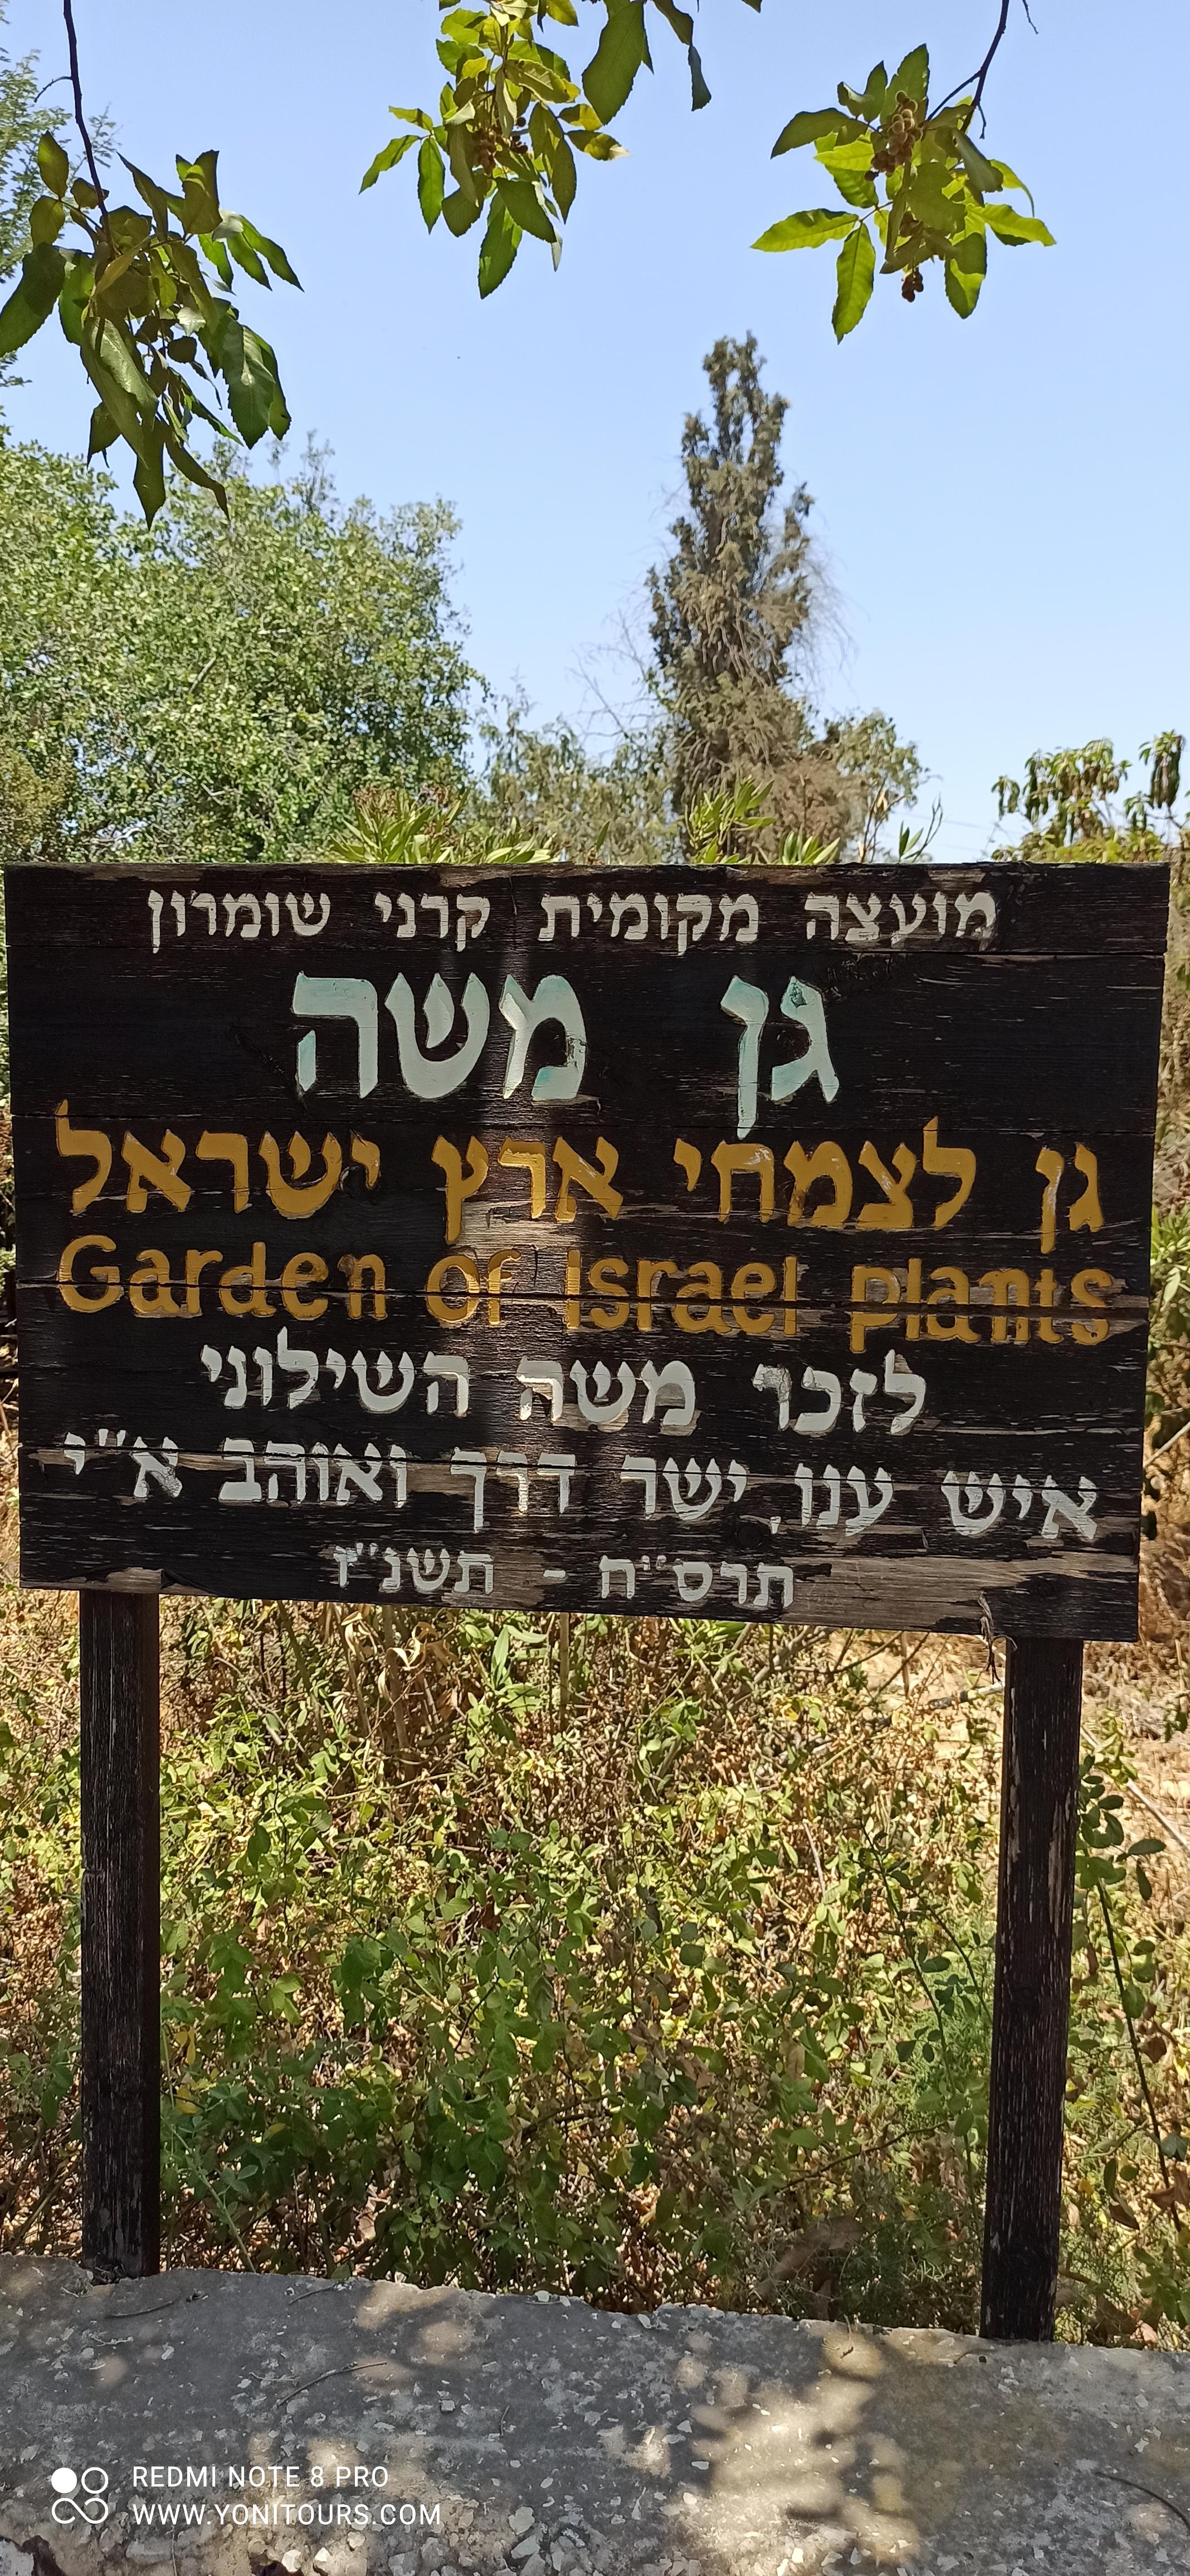 מועצה מקומית קרני שומרון
גן משה
גן לצמחי ארץ ישראל
Garden of Israel plants
לזכר משה השילוני
איש ענו, ישר דרך ואוהב א"י
תרס"ח - תשנ"ז
REDMI NOTE 8 PRO
WWW.YONITOURS.COM